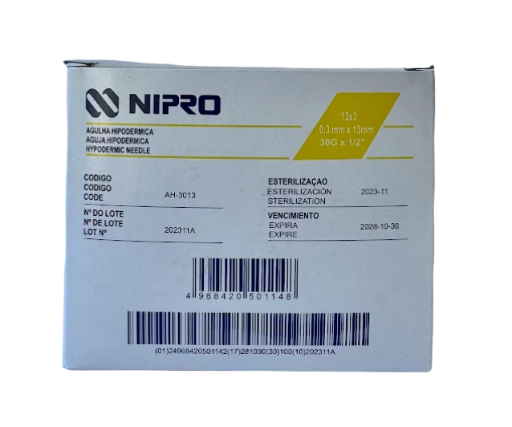 NIPRO
AGULHA HIPODERMICA
AGUJA HIPODERMICA
HYPODERMIC NEEDLE
13x3
0,3 mm x 13mm
30G x 1/2"
CODIGO
CODIGO
CODE
AH-3013
ESTERILIZAÇAO
ESTERILIZACIÓN
STERILIZATION
2023-11
Nº DO LOTE
Nº DE LOTE
LOT Nº
202311A
VENCIMIENTO
EXPIRA
EXPIRE
2028-10-30
4 968420 501148
(01)24968420501142(17)281030(30)100(10)202311A